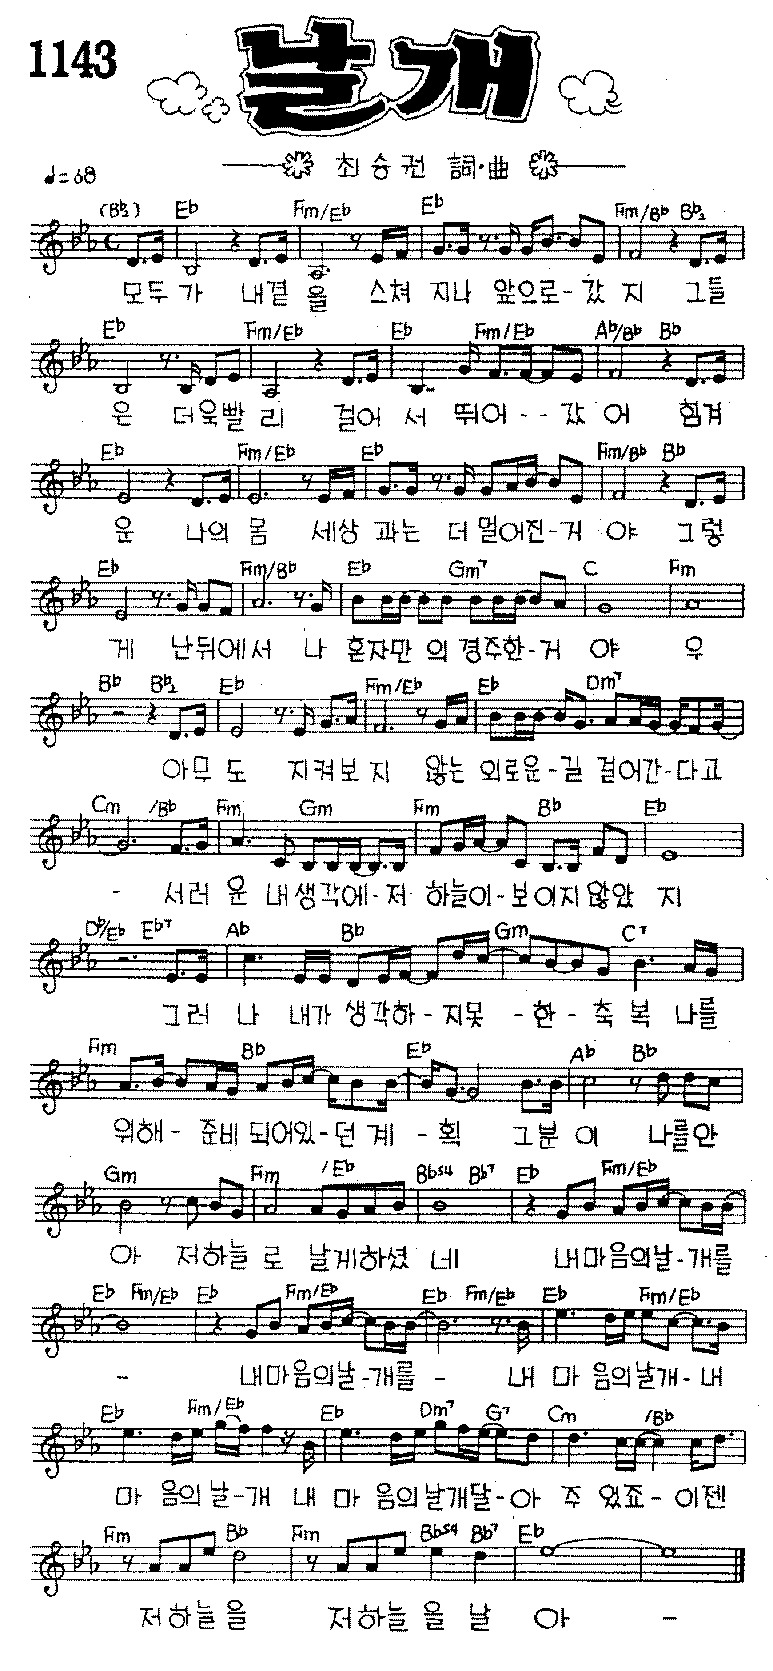 1143
날개
♩=68
최승권 詞·曲
(B♭3) E♭ Fm/E♭ E♭ Fm/B♭ B♭2
모두가 내곁을 스쳐 지나 앞으로-갔지 그들
E♭ Fm/E♭ E♭ Fm/E♭ A♭/B♭ B♭
은 더욱빨리 걸어서 뛰어--갔어 힘겨
E♭ Fm/E♭ E♭ Fm/B♭ B♭
운 나의몸 세상과는 더멀어진-거야 그렇
E♭ Fm/B♭ E♭ Gm7 C Fm
게 난뒤에서 나 혼자만의경주한-거 야 우
B♭ B♭2 E♭ Fm/E♭ E♭ Dm7
아무도 지켜보지 않는외로운-길 걸어간-다고
Cm /B♭ Fm Gm Fm B♭ E♭
- 서러운 내생각에-저 하늘이-보이지않았 지
D♭/E♭ E♭7 A♭ B♭ Gm C7
그러나 내가 생각하-지못 -한-축복 나를
Fm B♭ E♭ A♭ B♭
위해-준비 되어있-던계-획 그분이 나를안
Gm Fm /E♭ B♭s4 B♭7 E♭ Fm/E♭
아 저하늘로 날게하셨 네 내마음의날-개를
E♭ Fm/E♭ E♭ Fm/E♭ E♭ Fm/E♭ E♭ Fm/E♭
- 내마음의날-개를 - 내 마 음의날개-내
E♭ Fm/E♭ E♭ Dm7 G7 Cm /B♭
마 음의날-개 내 마 음의날개달-아 주 있죠-이젠
Fm B♭ Fm B♭s4 B♭7 E♭
저하늘을 저하늘을 날 아 -